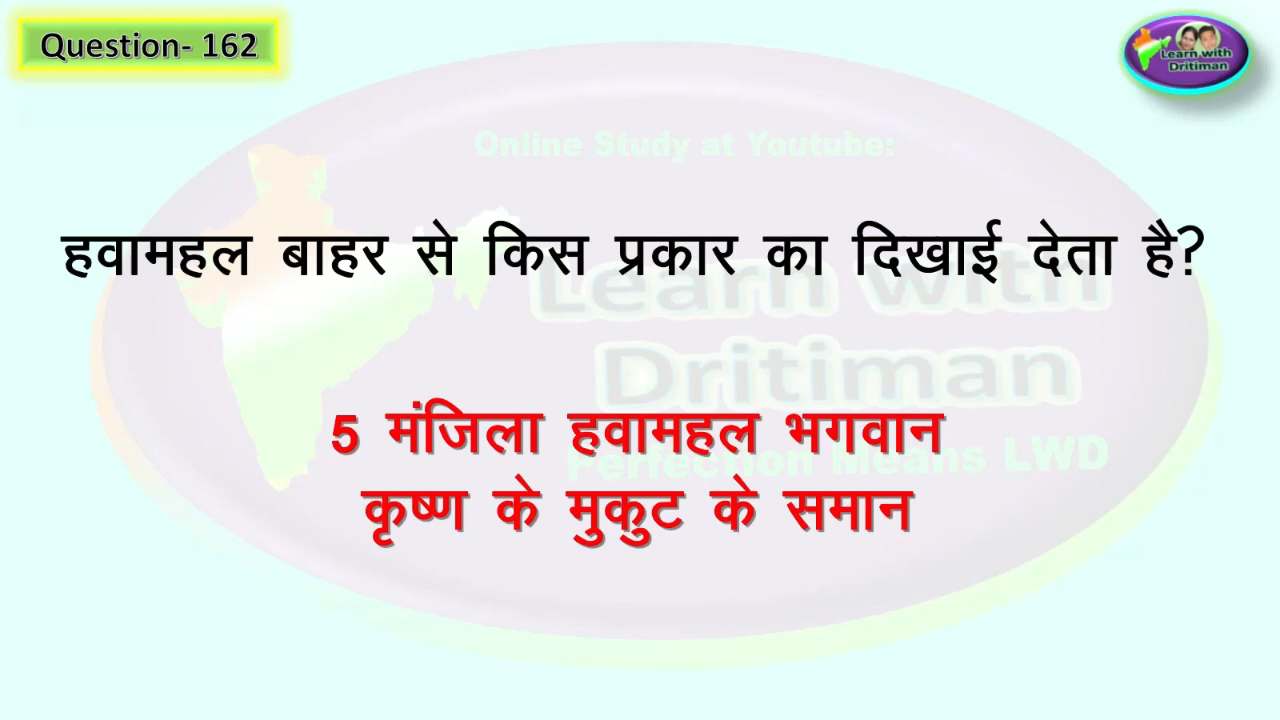 Question- 162
Learn with
Dritiman
Online Study at Youtube:
हवामहल बाहर से किस प्रकार का दिखाई देता है?
Learn with
Dritiman
5 मंजिला हवामहल भगवान
Perfection Means LWD
कृष्ण के मुकुट के समान